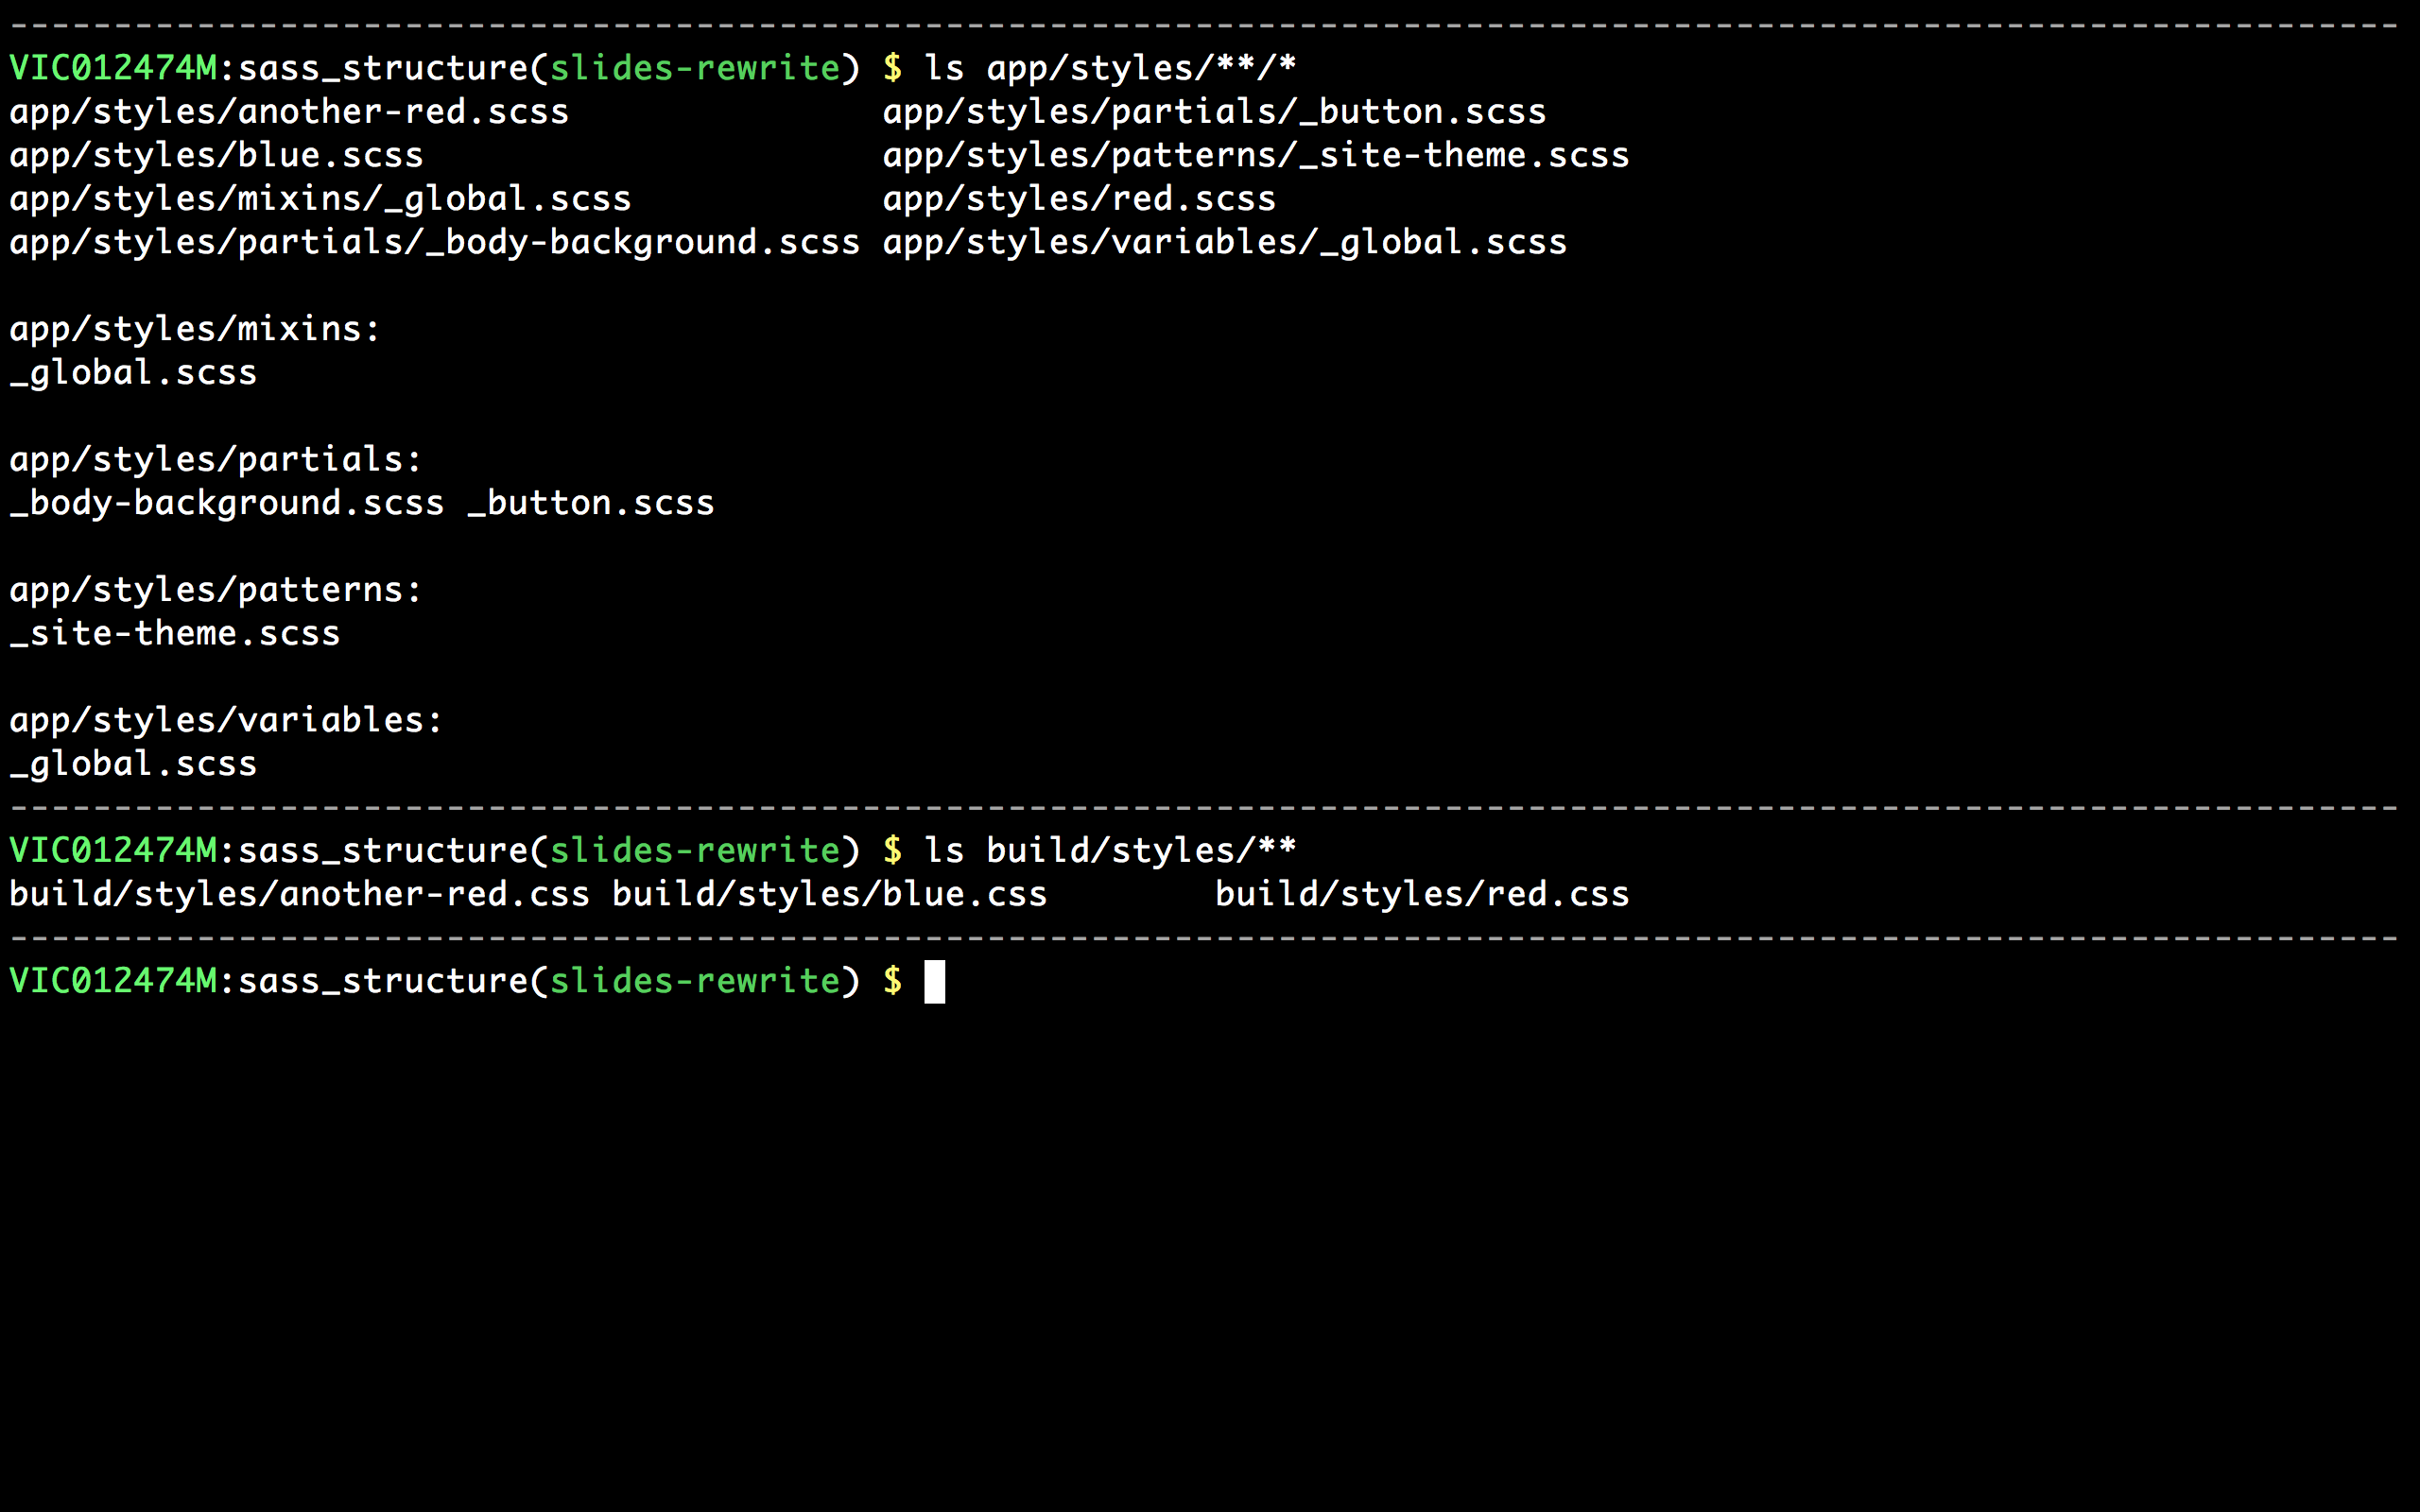 --------------------------------------------------------------------------------------------------------------------
VIC012474M:sass_structure(slides-rewrite) $ ls app/styles/**/*
app/styles/another-red.scss               app/styles/partials/_button.scss
app/styles/blue.scss                      app/styles/patterns/_site-theme.scss
app/styles/mixins/_global.scss            app/styles/red.scss
app/styles/partials/_body-background.scss app/styles/variables/_global.scss

app/styles/mixins:
_global.scss

app/styles/partials:
_body-background.scss _button.scss

app/styles/patterns:
_site-theme.scss

app/styles/variables:
_global.scss
--------------------------------------------------------------------------------------------------------------------
VIC012474M:sass_structure(slides-rewrite) $ ls build/styles/**
build/styles/another-red.css build/styles/blue.css        build/styles/red.css
--------------------------------------------------------------------------------------------------------------------
VIC012474M:sass_structure(slides-rewrite) $